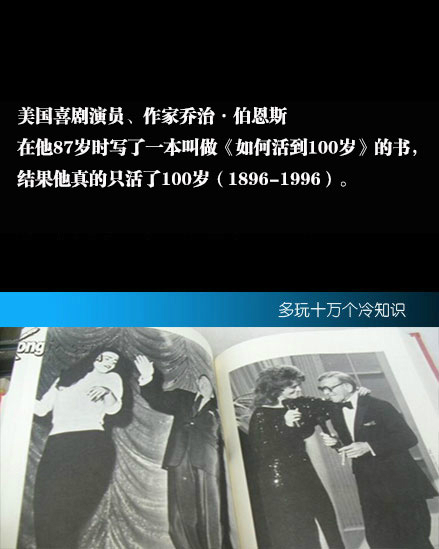 美国喜剧演员、作家乔治·伯恩斯
在他87岁时写了一本叫做《如何活到100岁》的书，
结果他真的只活了100岁（1896-1996）。
多玩十万个冷知识
ong